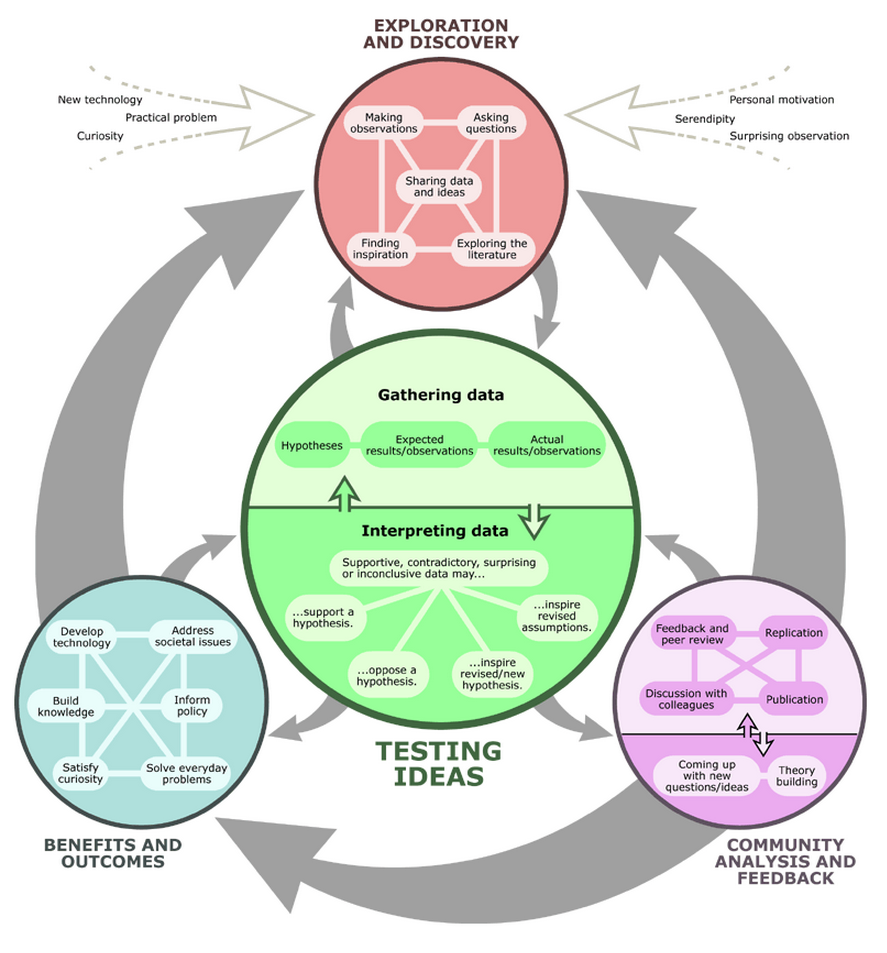 EXPLORATION
AND DISCOVERY
New technology
Practical problem
Curiosity
Personal motivation
Serendipity
Surprising observation
Making
observations
Asking
questions
Sharing data
and ideas
Finding
inspiration
Exploring the
literature
Gathering data
Hypotheses
Expected
results/observations
Actual
results/observations
Interpreting data
Supportive, contradictory, surprising
or inconclusive data may...
...support a
hypothesis.
...inspire
revised
assumptions.
...oppose a
hypothesis.
...inspire
revised/new
hypothesis.
TESTING
IDEAS
Develop
technology
Address
societal issues
Build
knowledge
Inform
policy
Satisfy
curiosity
Solve everyday
problems
BENEFITS AND
OUTCOMES
Feedback and
peer review
Replication
Discussion with
colleagues
Publication
Coming up
with new
questions/ideas
Theory
building
COMMUNITY
ANALYSIS AND
FEEDBACK